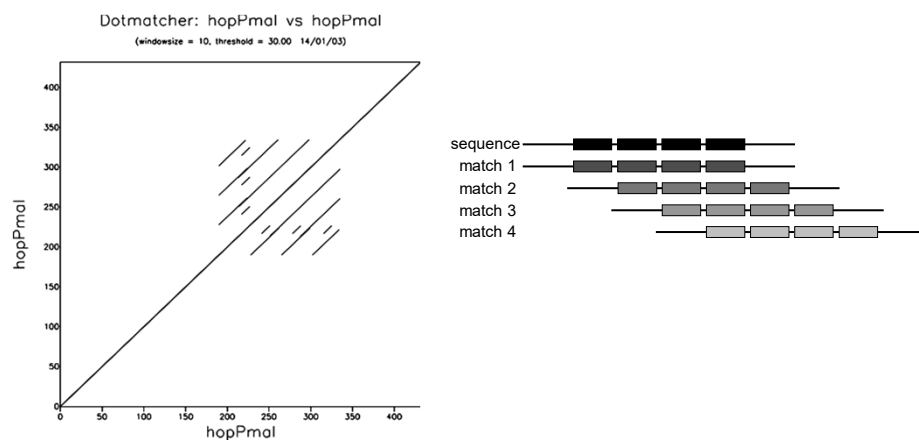 Dotmatcher: hopPmal vs hopPmal
(windowsize = 10, threshold = 30.00 14/01/03)
400
350
300
250
200
150
100
50
0
hopPmal
0 50 100 150 200 250 300 350 400
hopPmal
sequence
match 1
match 2
match 3
match 4